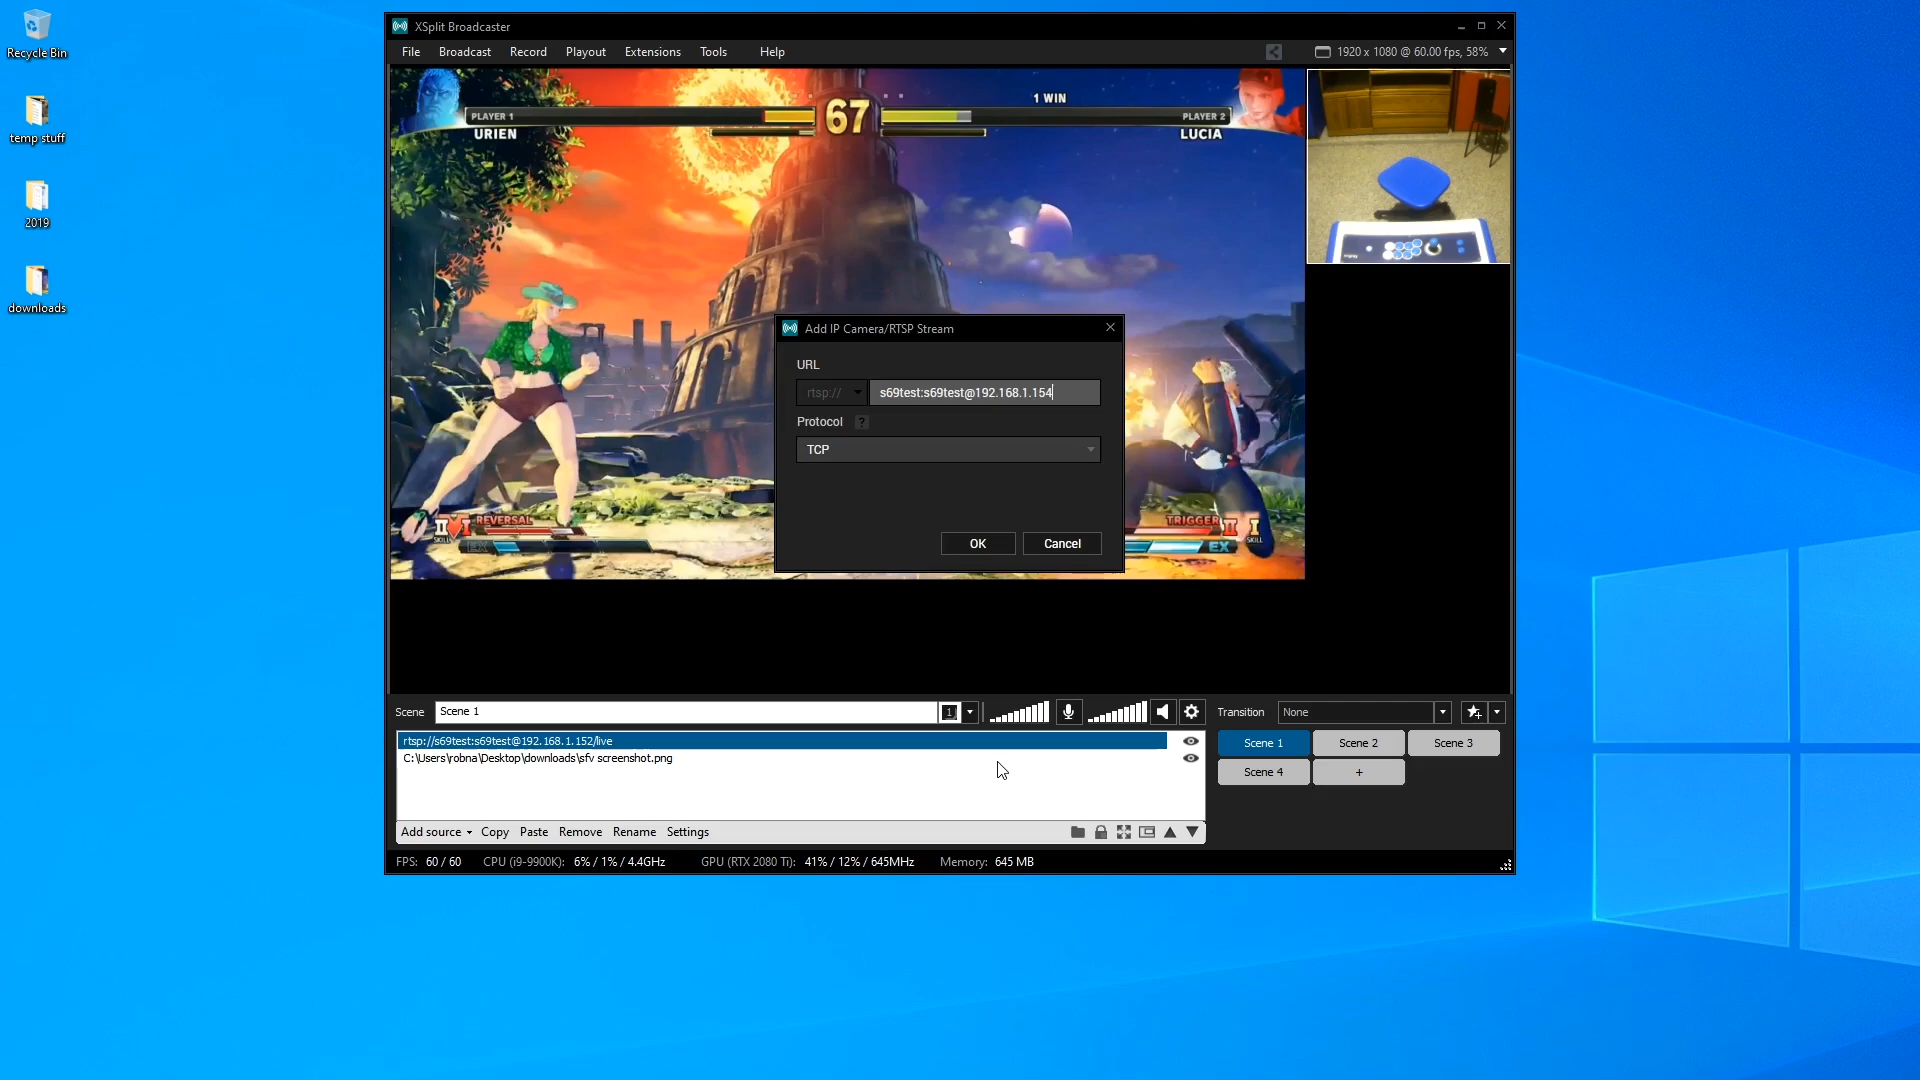 Recycle Bin
temp stuff
2019
downloads
XSplit Broadcaster
File Broadcast Record Playout Extensions Tools Help
1920 x 1080 @ 60.00 fps, 58%
1 WIN
67
PLAYER 1
PLAYER 2
URIEN
LUCIA
Add IP Camera/RTSP Stream
URL
rtsp:// s69test:s69test@192.168.1.154
Protocol ?
TCP
OK Cancel
REVERSAL
SKILL
EX
TRIGGER
SKILL
EX
Scene Scene 1 1
Transition None
rtsp://s69test:s69test@192.168.1.152/live
C:\Users\robna\Desktop\downloads\sfv screenshot.png
Scene 1 Scene 2 Scene 3
Scene 4 +
Add source Copy Paste Remove Rename Settings
FPS: 60 / 60 CPU (i9-9900K): 6% / 1% / 4.4GHz GPU (RTX 2080 Ti): 41% / 12% / 645MHz Memory: 645 MB